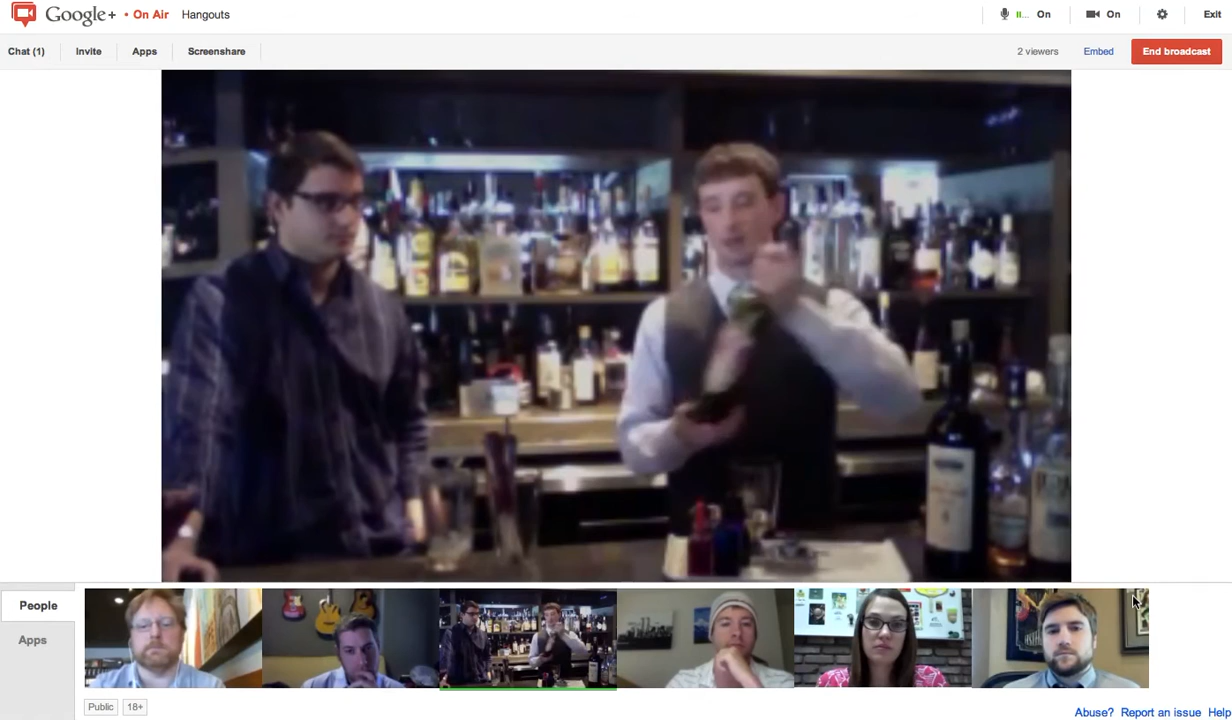 Google+ • On Air Hangouts On On Exit
Chat (1) Invite Apps Screenshare 2 viewers Embed End broadcast
People
Apps
Public 18+
Abuse? Report an issue Help